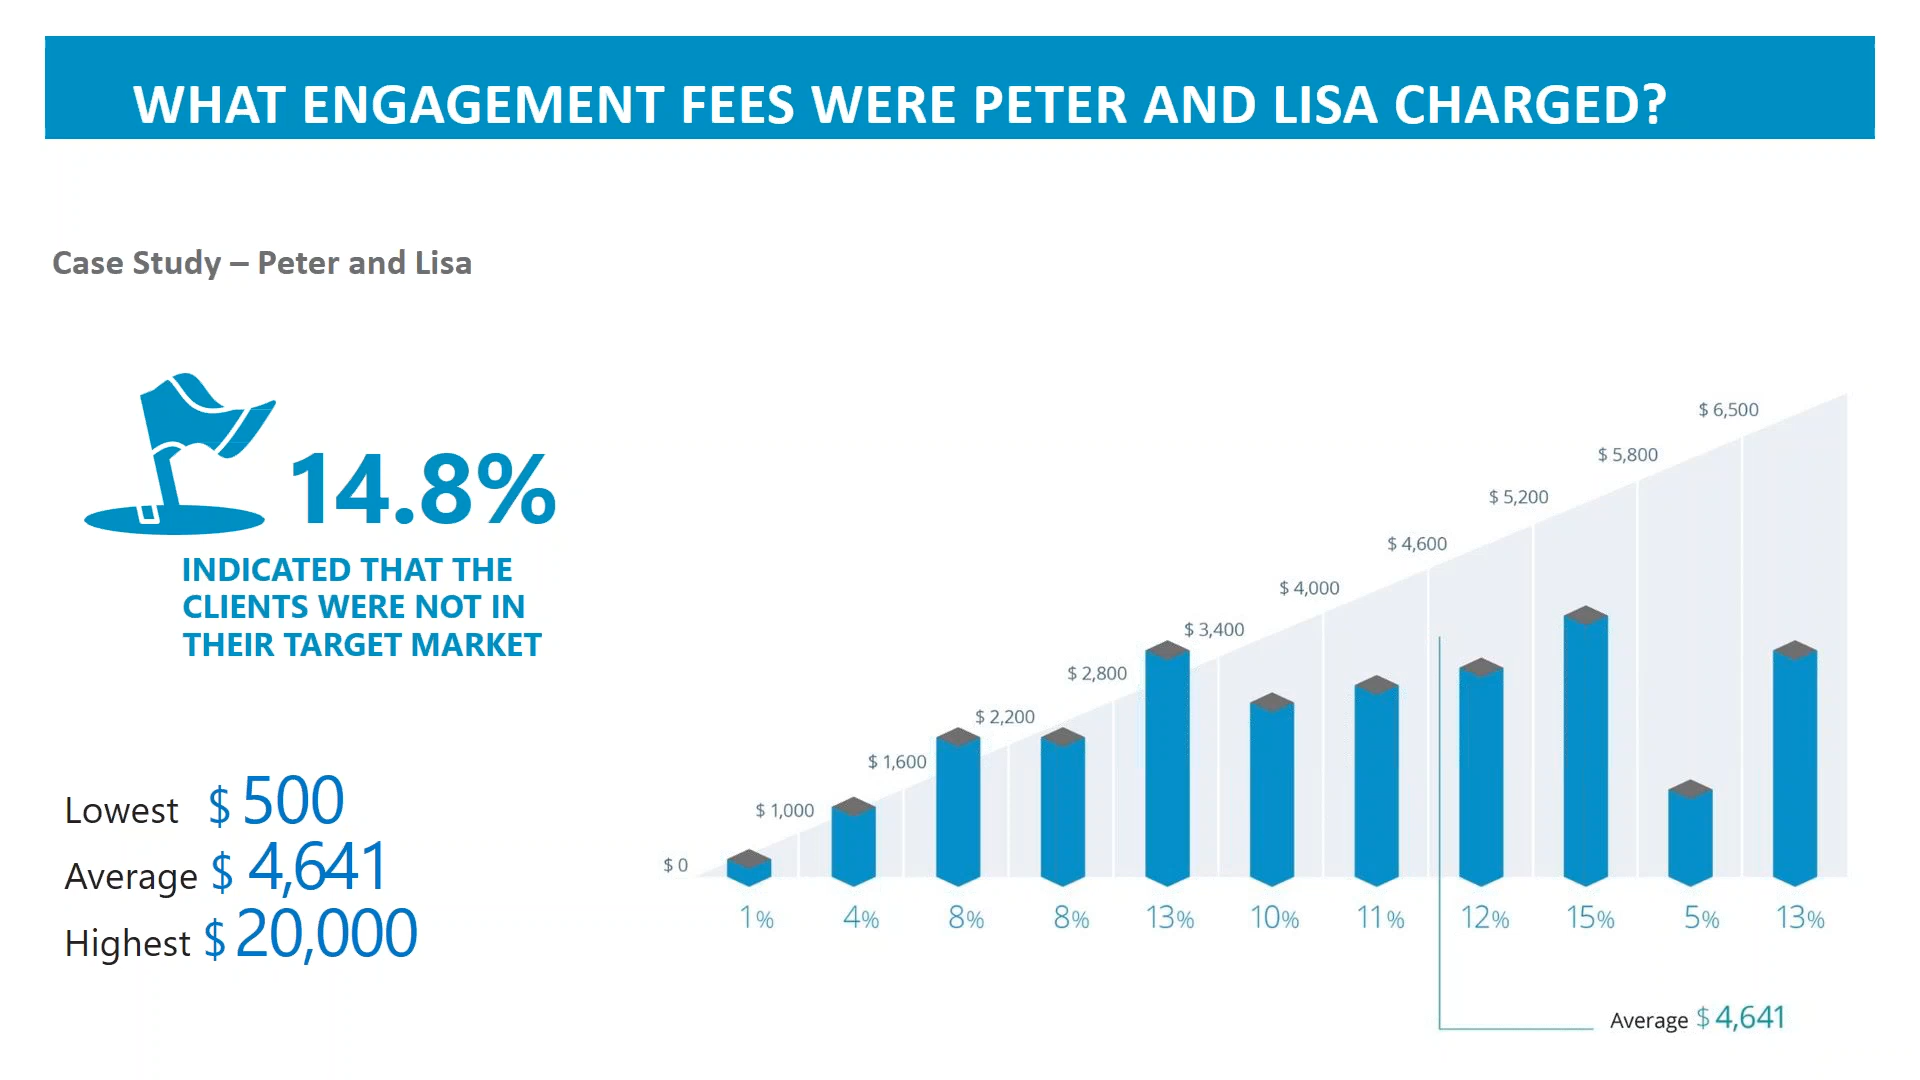 WHAT ENGAGEMENT FEES WERE PETER AND LISA CHARGED?
Case Study – Peter and Lisa
14.8%
INDICATED THAT THE
CLIENTS WERE NOT IN
THEIR TARGET MARKET
Lowest $ 500
Average $ 4,641
Highest $ 20,000
$ 0
$ 1,000
$ 1,600
$ 2,200
$ 2,800
$ 3,400
$ 4,000
$ 4,600
$ 5,200
$ 5,800
$ 6,500
1% 4% 8% 8% 13% 10% 11% 12% 15% 5% 13%
Average $ 4,641